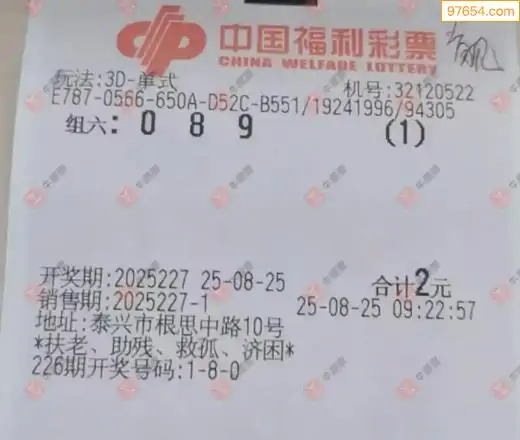 97654.com
中国福利彩票
CHINA WELFARE LOTTERY
玩法:3D-单式 机号:32120522
E787-0566-650A-D52C-B551/19241996/94305
组六: 0 8 9 (1)
开奖期:2025227 25-08-25 合计2元
销售期:2025227-1 25-08-25 09:22:57
地址:泰兴市根思中路10号
*扶老、助残、救孤、济困*
226期开奖号码:1-8-0